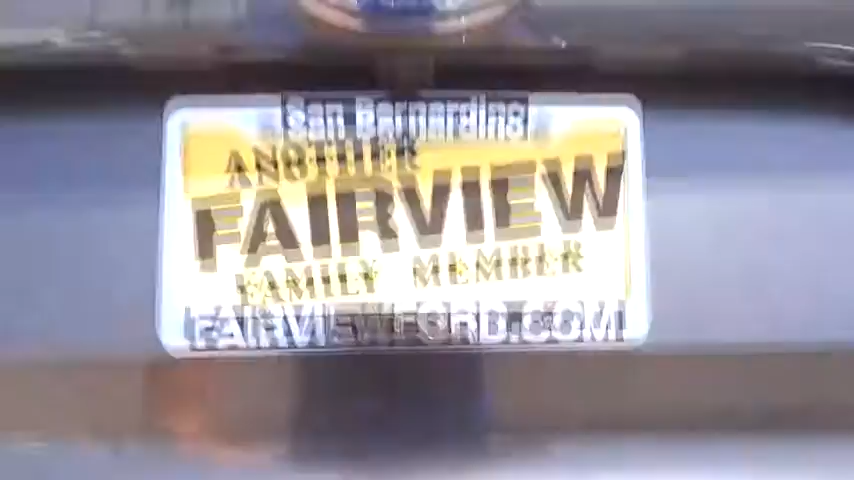 San Bernardino
ANOTHER
FAIRVIEW
FAMILY MEMBER
FAIRVIEWFORD.COM